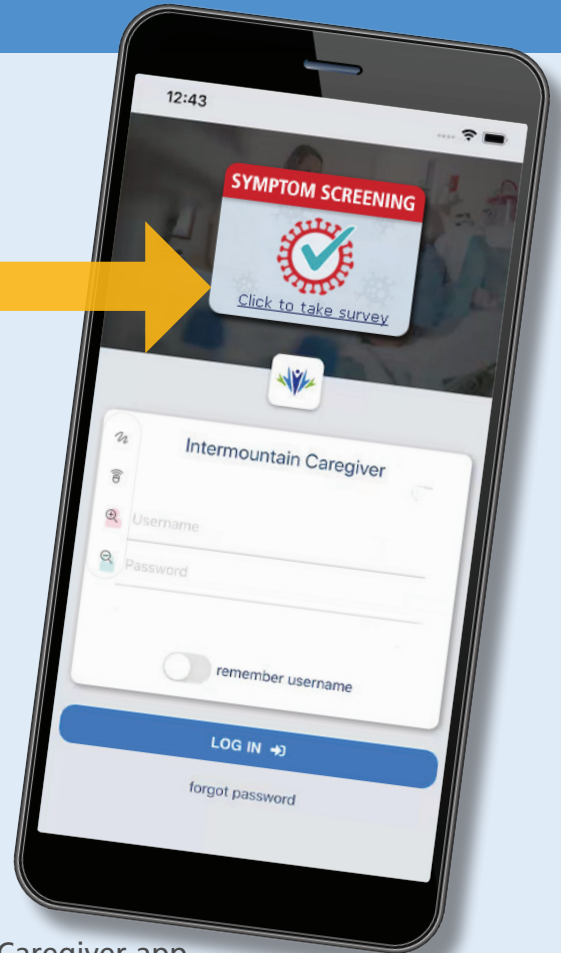 12:43
SYMPTOM SCREENING
Click to take survey
Intermountain Caregiver
Username
Password
remember username
LOG IN
forgot password
Caregiver app